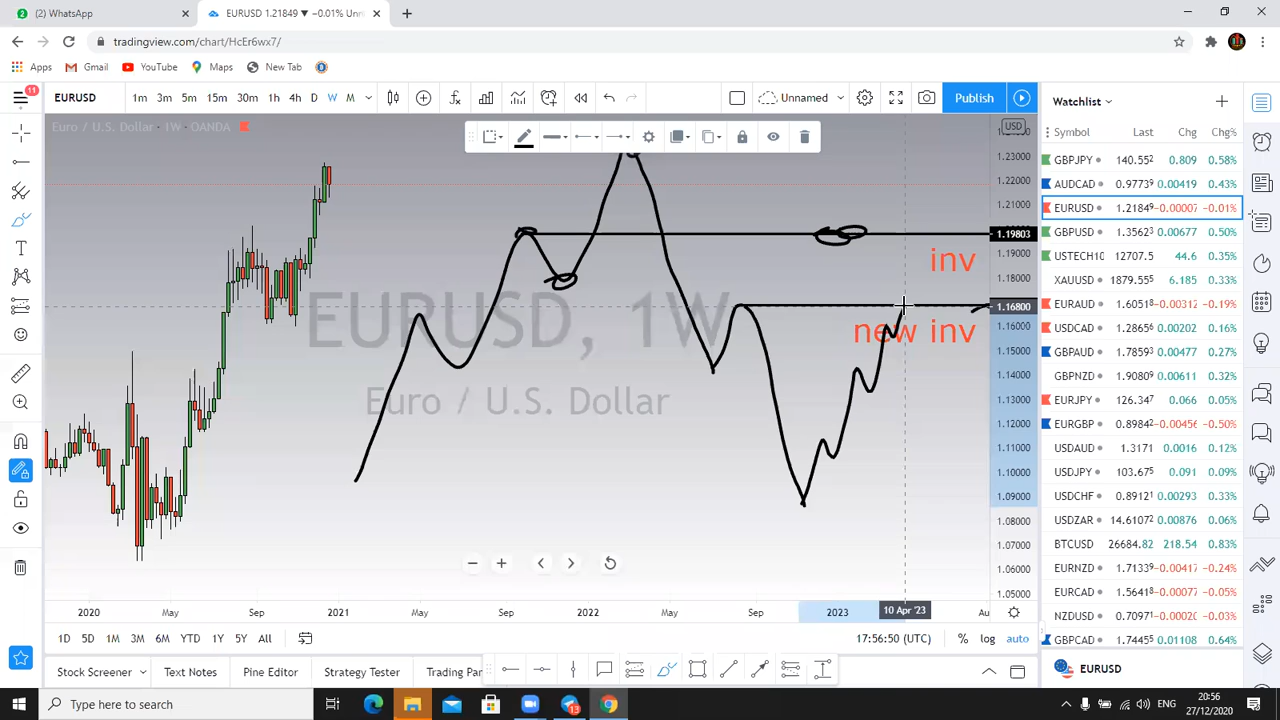 (2) WhatsApp
EURUSD 1.21849 ▼ −0.01% Unn
tradingview.com/chart/HcEr6wx7/
Apps Gmail YouTube Maps New Tab
11
EURUSD 1m 3m 5m 15m 30m 1h 4h D W M Unnamed Publish
Euro / U.S. Dollar · 1W · OANDA
EURUSD, 1W
Euro / U.S. Dollar
inv
new inv
USD
1.23000
1.22000
1.21000
1.19803
1.19000
1.18000
1.16800
1.16000
1.15000
1.14000
1.13000
1.12000
1.11000
1.10000
1.09000
1.08000
1.07000
1.06000
1.05000
2020 May Sep 2021 May Sep 2022 May Sep 2023 10 Apr '23 Au
1D 5D 1M 3M 6M YTD 1Y 5Y All
17:56:50 (UTC) % log auto
Stock Screener Text Notes Pine Editor Strategy Tester Trading Pan
Watchlist
Symbol Last Chg Chg%
GBPJPY 140.552 0.809 0.58%
AUDCAD 0.97739 0.00419 0.43%
EURUSD 1.21849 −0.00007 −0.01%
GBPUSD 1.35623 0.00677 0.50%
USTECH10 12707.5 44.6 0.35%
XAUUSD 1879.555 6.185 0.33%
EURAUD 1.60518 −0.00312 −0.19%
USDCAD 1.28656 0.00202 0.16%
GBPAUD 1.78593 0.00477 0.27%
GBPNZD 1.90809 0.00611 0.32%
EURJPY 126.347 0.066 0.05%
EURGBP 0.89842 −0.00456 −0.50%
USDAUD 1.3171 0.0016 0.12%
USDJPY 103.675 0.091 0.09%
USDCHF 0.89121 0.00293 0.33%
USDZAR 14.61072 0.00876 0.06%
BTCUSD 26684.82 218.54 0.83%
EURNZD 1.71339 −0.00417 −0.24%
EURCAD 1.56418 −0.00077 −0.05%
NZDUSD 0.70971 −0.00020 −0.03%
GBPCAD 1.74455 0.01108 0.64%
EURUSD
Type here to search
13
ENG
20:56
27/12/2020